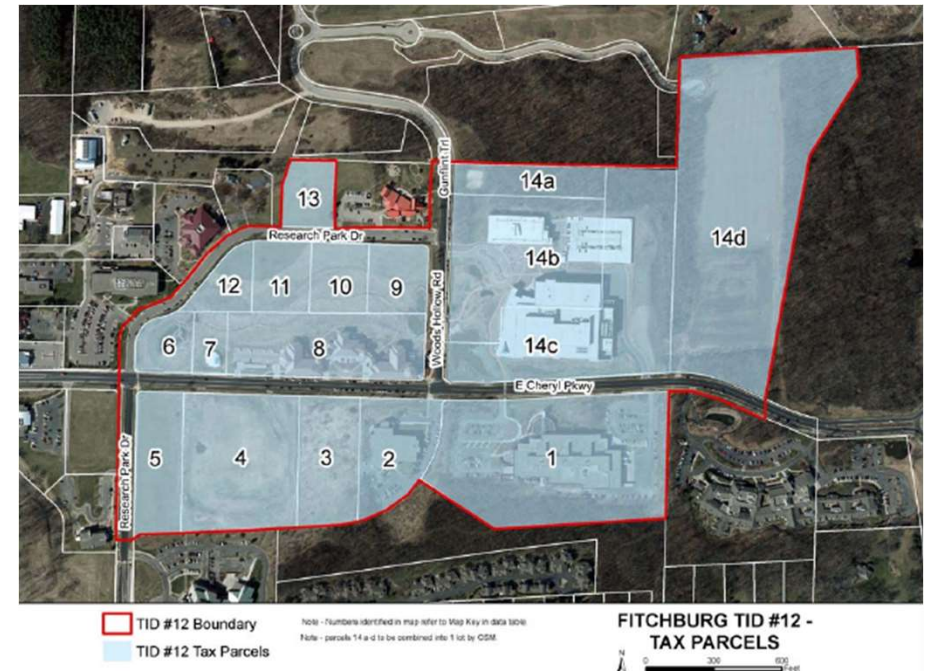 Gunflint Trl
14a
13
Research Park Dr
14d
14b
12
11
10
9
Woods Hollow Rd
6
7
8
14c
E Cheryl Pkwy
Research Park Dr
5
4
3
2
1
TID #12 Boundary
TID #12 Tax Parcels
Note - Numbers identified in map refer to Map Key in data table.
Note - parcels 14 a-d to be combined into 1 lot by CSM.
FITCHBURG TID #12 -
TAX PARCELS
N
0 300 600
Feet